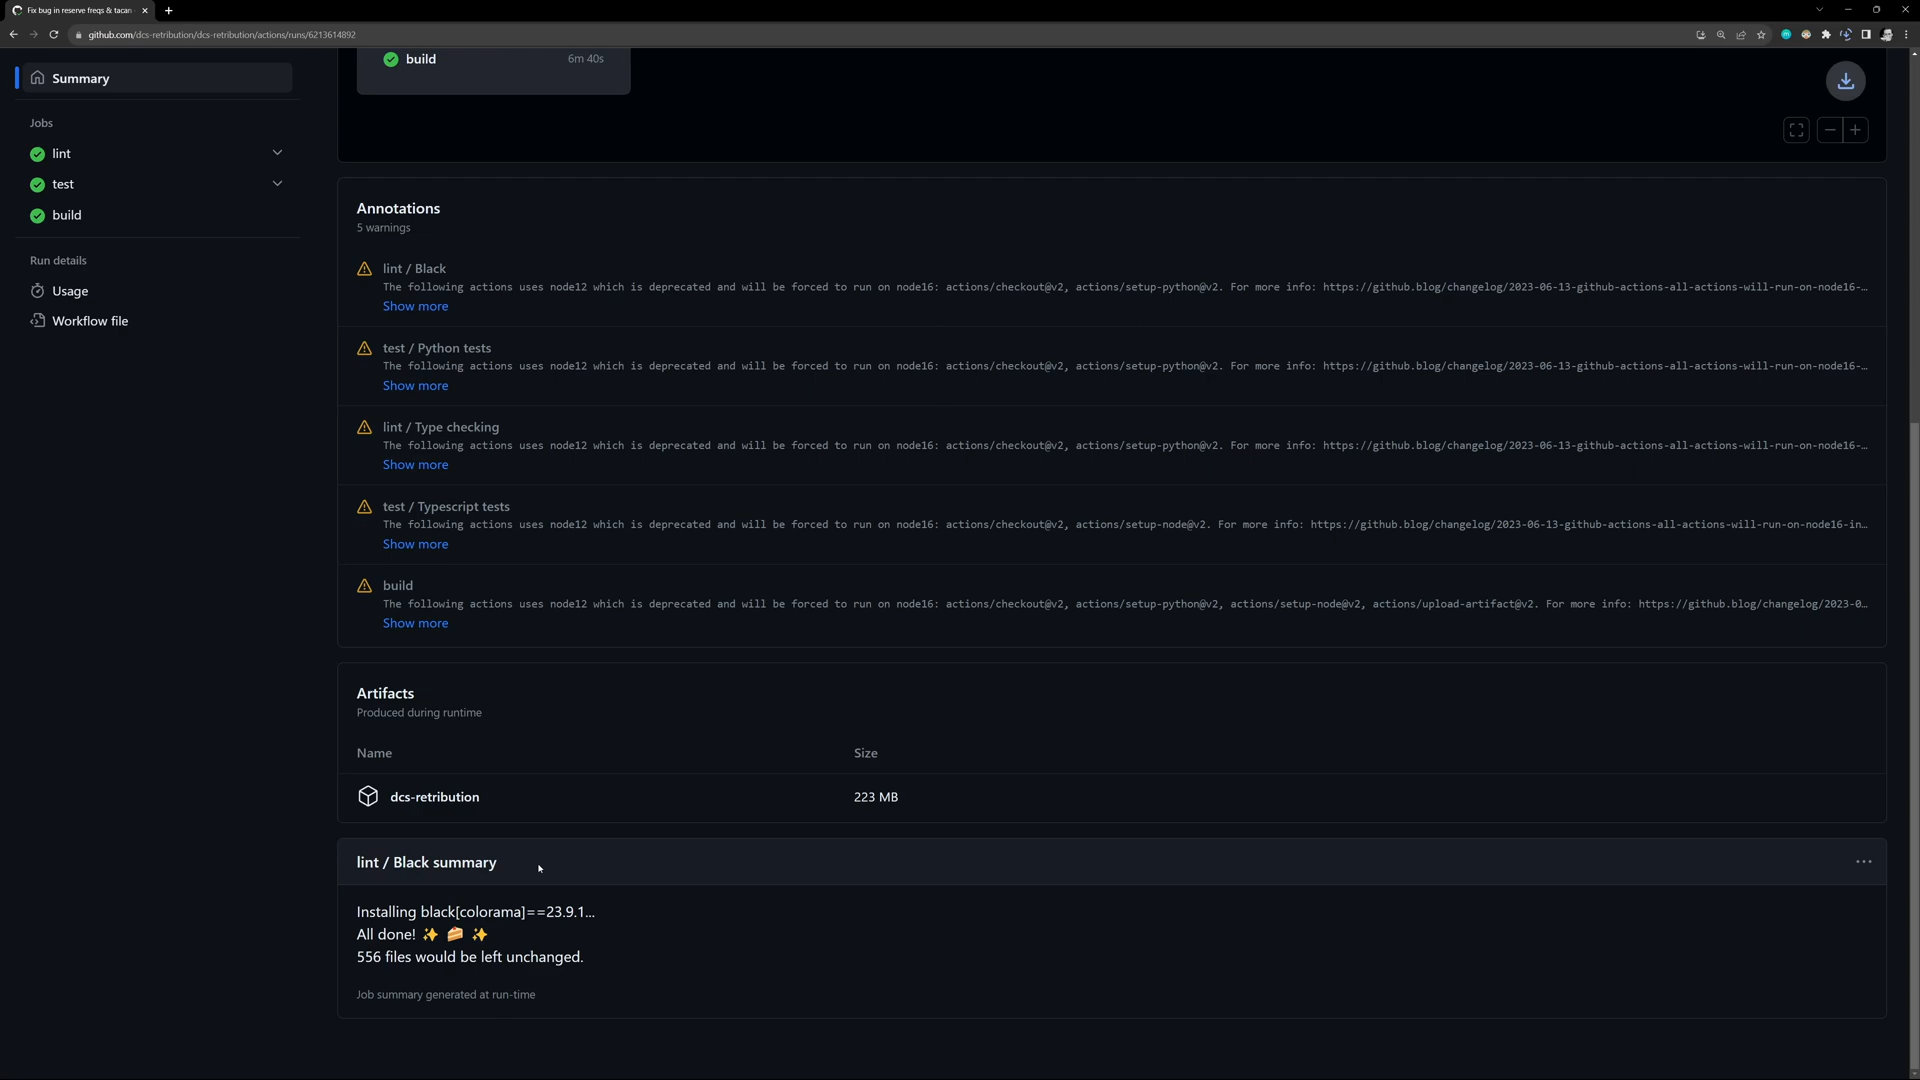 Fix bug in reserve freqs & tacan
github.com/dcs-retribution/dcs-retribution/actions/runs/6213614892
Summary
Jobs
lint
test
build
Run details
Usage
Workflow file
build 6m 40s
Annotations
5 warnings
lint / Black
The following actions uses node12 which is deprecated and will be forced to run on node16: actions/checkout@v2, actions/setup-python@v2. For more info: https://github.blog/changelog/2023-06-13-github-actions-all-actions-will-run-on-node16-…
Show more
test / Python tests
The following actions uses node12 which is deprecated and will be forced to run on node16: actions/checkout@v2, actions/setup-python@v2. For more info: https://github.blog/changelog/2023-06-13-github-actions-all-actions-will-run-on-node16-…
Show more
lint / Type checking
The following actions uses node12 which is deprecated and will be forced to run on node16: actions/checkout@v2, actions/setup-python@v2. For more info: https://github.blog/changelog/2023-06-13-github-actions-all-actions-will-run-on-node16-…
Show more
test / Typescript tests
The following actions uses node12 which is deprecated and will be forced to run on node16: actions/checkout@v2, actions/setup-node@v2. For more info: https://github.blog/changelog/2023-06-13-github-actions-all-actions-will-run-on-node16-in…
Show more
build
The following actions uses node12 which is deprecated and will be forced to run on node16: actions/checkout@v2, actions/setup-python@v2, actions/setup-node@v2, actions/upload-artifact@v2. For more info: https://github.blog/changelog/2023-0…
Show more
Artifacts
Produced during runtime
Name Size
dcs-retribution 223 MB
lint / Black summary
Installing black[colorama]==23.9.1...
All done! ✨ 🍰 ✨
556 files would be left unchanged.
Job summary generated at run-time